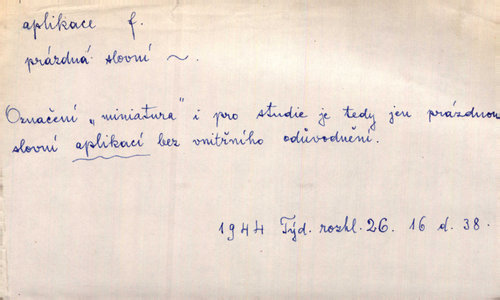 aplikace f.
prázdná slovní ~.
Označení „miniatura" i pro studie je tedy jen prázdnou
slovní aplikací bez vnitřního odůvodnění.
1944 Týd. rozhl. 26. 16 d. 38.